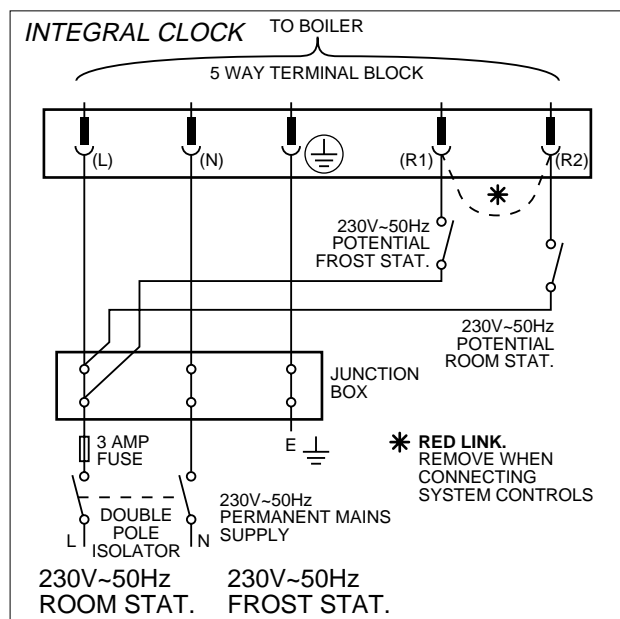 INTEGRAL CLOCK
TO BOILER
5 WAY TERMINAL BLOCK
(L)
(N)
(R1)
(R2)
230V~50Hz
POTENTIAL
FROST STAT.
230V~50Hz
POTENTIAL
ROOM STAT.
JUNCTION
BOX
3 AMP
FUSE
E
* RED LINK.
REMOVE WHEN
CONNECTING
SYSTEM CONTROLS
DOUBLE
POLE
ISOLATOR
L
N
230V~50Hz
PERMANENT MAINS
SUPPLY
230V~50Hz
ROOM STAT.
230V~50Hz
FROST STAT.